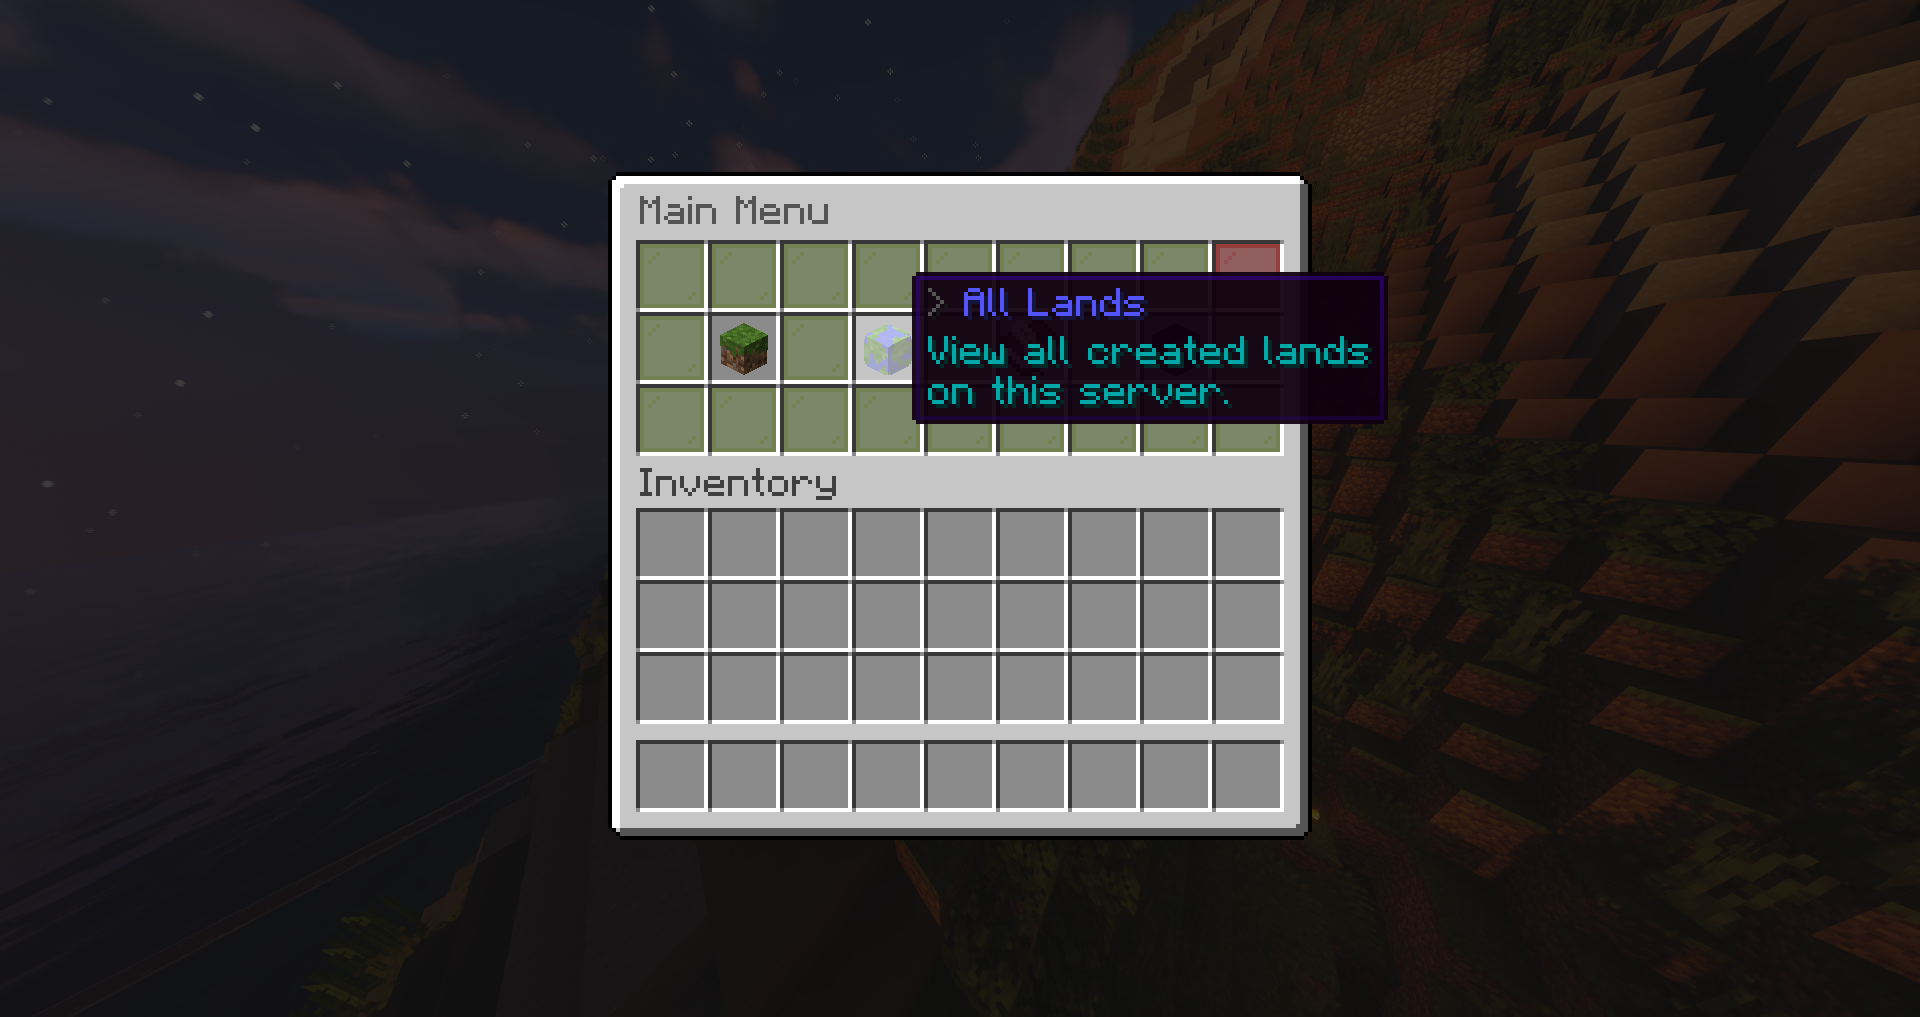 Main Menu
> All Lands
View all created lands
on this server.
Inventory